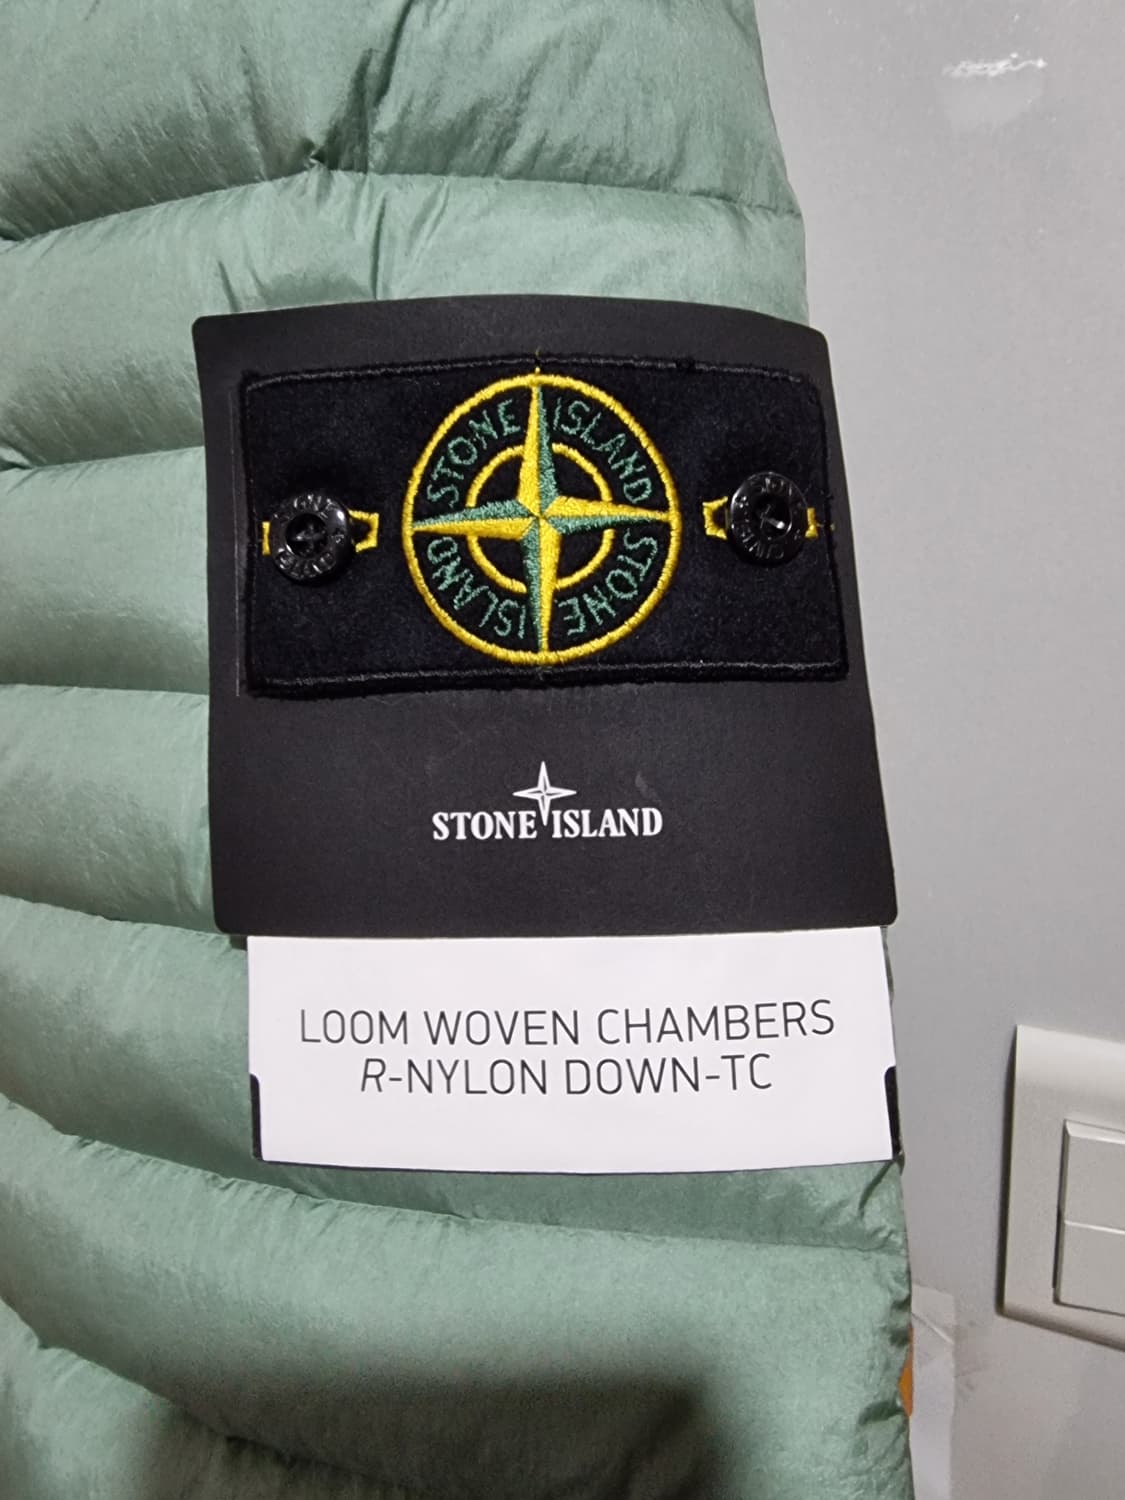 STONE ISLAND
STONE ISLAND
STONE ISLAND
LOOM WOVEN CHAMBERS
R-NYLON DOWN-TC